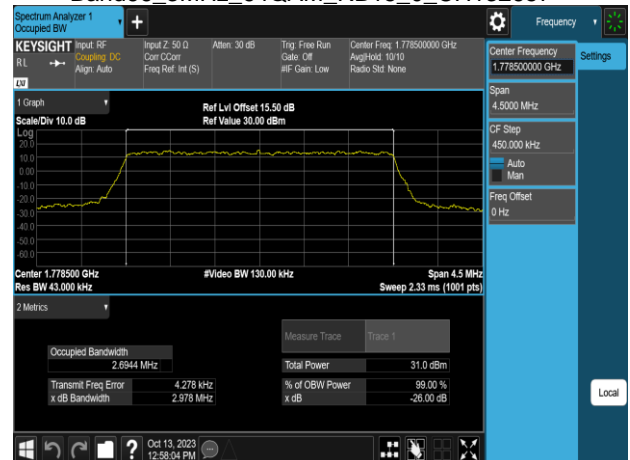 Spectrum Analyzer 1
Occupied BW
Frequency
KEYSIGHT
RL
LXI
Input: RF
Coupling: DC
Align: Auto
Input Z: 50 Ω
Corr CCorr
Freq Ref: Int (S)
Atten: 30 dB
Trig: Free Run
Gate: Off
#IF Gain: Low
Center Freq: 1.778500000 GHz
Avg|Hold: 10/10
Radio Std: None
Center Frequency
1.778500000 GHz
Settings
Span
4.5000 MHz
CF Step
450.000 kHz
Auto
Man
Freq Offset
0 Hz
1 Graph
Scale/Div 10.0 dB
Ref Lvl Offset 15.50 dB
Ref Value 30.00 dBm
Log
20.0
10.0
0.00
-10.0
-20.0
-30.0
-40.0
-50.0
-60.0
Center 1.778500 GHz
Res BW 43.000 kHz
#Video BW 130.00 kHz
Span 4.5 MHz
Sweep 2.33 ms (1001 pts)
2 Metrics
Measure Trace
Trace 1
Occupied Bandwidth
2.6944 MHz
Total Power
31.0 dBm
Transmit Freq Error
4.278 kHz
% of OBW Power
99.00 %
x dB Bandwidth
2.978 MHz
x dB
-26.00 dB
Local
?
Oct 13, 2023
12:58:04 PM